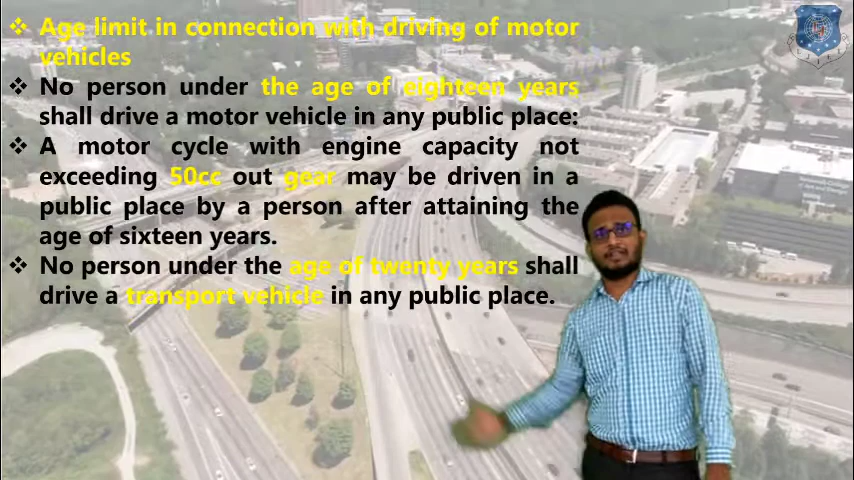 ❖ Age limit in connection with driving of motor
vehicles
❖ No person under the age of eighteen years
shall drive a motor vehicle in any public place:
❖ A motor cycle with engine capacity not
exceeding 50cc out gear may be driven in a
public place by a person after attaining the
age of sixteen years.
❖ No person under the age of twenty years shall
drive a transport vehicle in any public place.